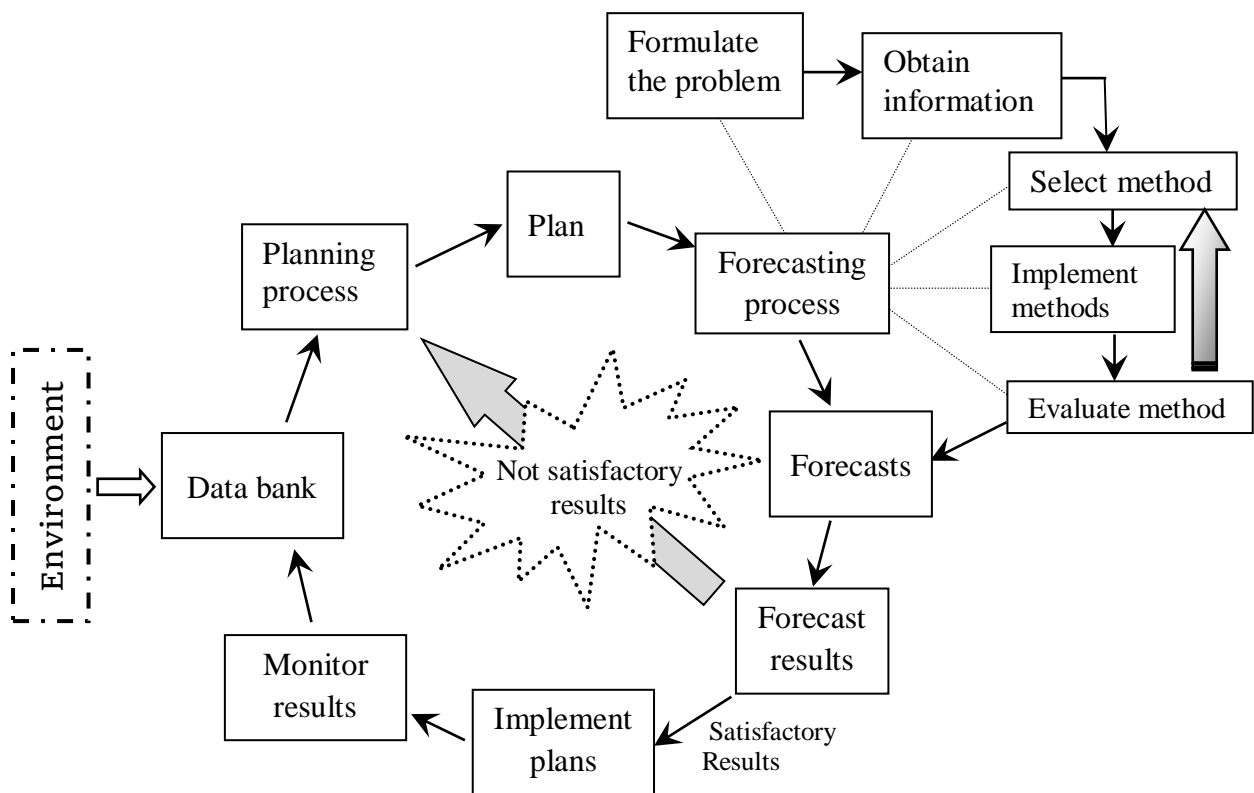 Formulate
the problem
Obtain
information
Select method
Plan
Planning
process
Forecasting
process
Implement
methods
Environment
Evaluate method
Data bank
Not satisfactory
results
Forecasts
Forecast
results
Monitor
results
Implement
plans
Satisfactory
Results